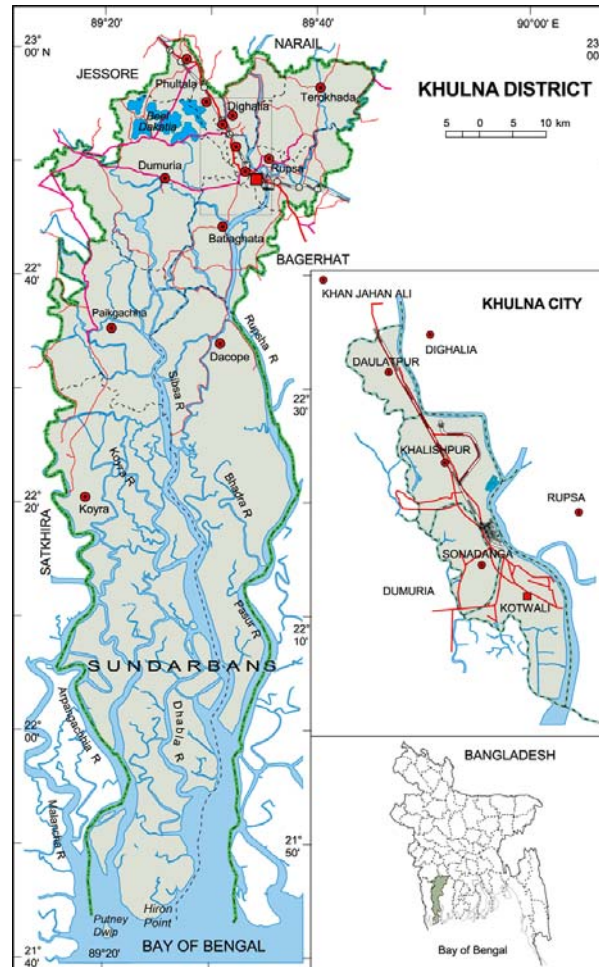 89°20'
89°40'
90°00' E
23°
00' N
23°
00'
NARAIL
JESSORE
KHULNA DISTRICT
Phultala
Terokhada
Dighalia
Beel
Dakatia
5 0 5 10 km
Dumuria
Rupsa
Batiaghata
BAGERHAT
22°
40'
KHAN JAHAN ALI
KHULNA CITY
Paikgachha
Rupsha R
DIGHALIA
Dacope
DAULATPUR
Sibsa R
22°
30'
KHALISHPUR
Koyra R
Bhadra R
22°
20'
Koyra
RUPSA
SATKHIRA
SONADANGA
DUMURIA
KOTWALI
22°
10'
Pasur R
SUNDARBANS
Arpangachhia R
Dhabla R
22°
00'
BANGLADESH
Malancha R
21°
50'
Hiron
Point
Putney
Dwip
BAY OF BENGAL
Bay of Bengal
21°
40'
89°20'